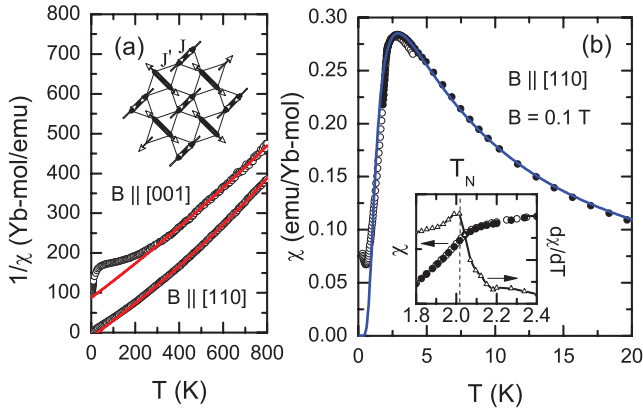 (a)
J' J
B || [001]
B || [110]
800
700
600
500
400
300
200
100
0
1/χ (Yb-mol/emu)
0 200 400 600 800
T (K)
(b)
B || [110]
B = 0.1 T
0.30
0.25
0.20
0.15
0.10
0.05
0.00
χ (emu/Yb-mol)
T_N
χ
dχ/dT
1.8 2.0 2.2 2.4
0 5 10 15 20
T (K)